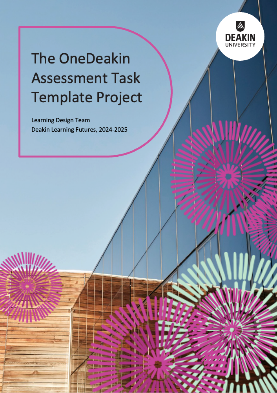 DEAKIN
UNIVERSITY
The OneDeakin
Assessment Task
Template Project
Learning Design Team
Deakin Learning Futures, 2024-2025